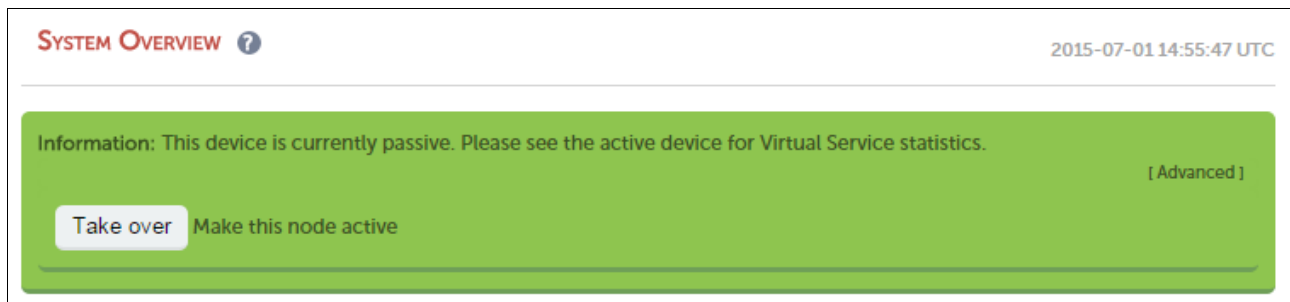 SYSTEM OVERVIEW ?
2015-07-01 14:55:47 UTC
Information: This device is currently passive. Please see the active device for Virtual Service statistics.
[ Advanced ]
Take over Make this node active